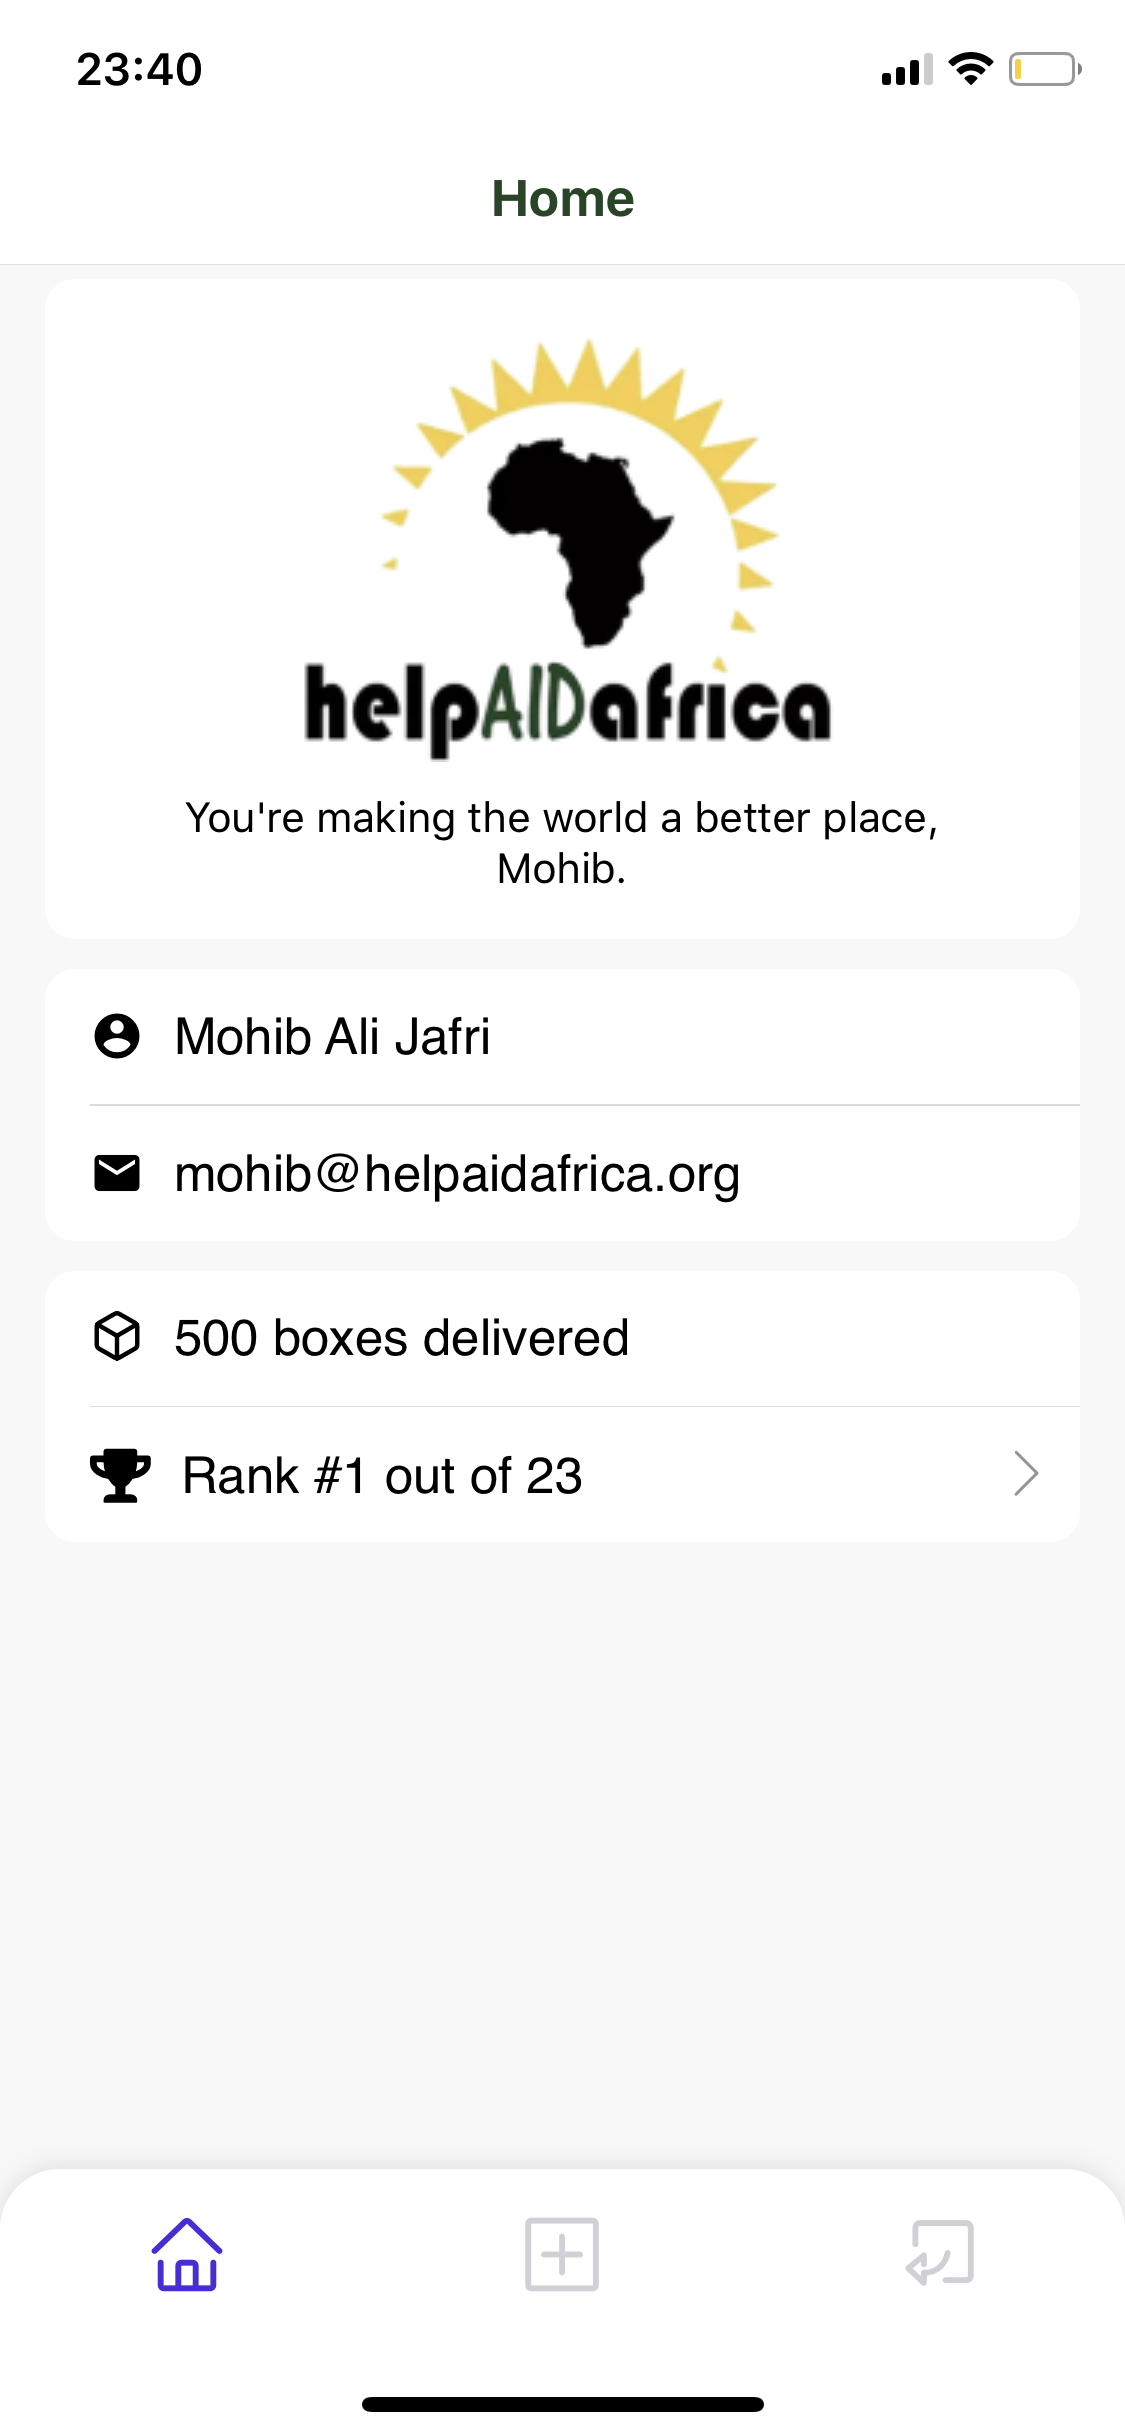 23:40
Home
helpAIDafrica
You're making the world a better place,
Mohib.
Mohib Ali Jafri
mohib@helpaidafrica.org
500 boxes delivered
Rank #1 out of 23